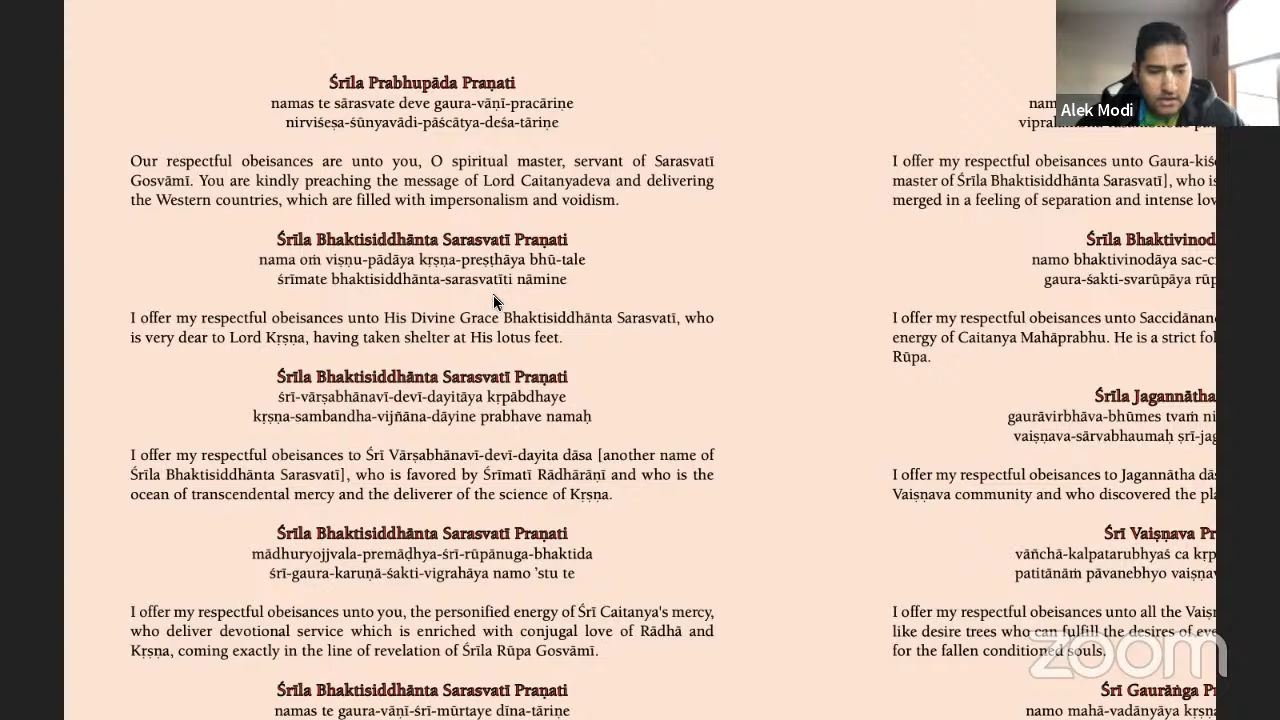 Śrīla Prabhupāda Praṇati
namas te sārasvate deve gaura-vāṇī-pracāriṇe
nirviśeṣa-śūnyavādi-pāścātya-deśa-tāriṇe
Our respectful obeisances are unto you, O spiritual master, servant of Sarasvatī
Gosvāmī. You are kindly preaching the message of Lord Caitanyadeva and delivering
the Western countries, which are filled with impersonalism and voidism.
Śrīla Bhaktisiddhānta Sarasvatī Praṇati
nama oṁ viṣṇu-pādāya kṛṣṇa-preṣṭhāya bhū-tale
śrīmate bhaktisiddhānta-sarasvatīti nāmine
I offer my respectful obeisances unto His Divine Grace Bhaktisiddhānta Sarasvatī, who
is very dear to Lord Kṛṣṇa, having taken shelter at His lotus feet.
Śrīla Bhaktisiddhānta Sarasvatī Praṇati
śrī-vārṣabhānavī-devī-dayitāya kṛpābdhaye
kṛṣṇa-sambandha-vijñāna-dāyine prabhave namaḥ
I offer my respectful obeisances to Śrī Vārṣabhānavī-devī-dayita dāsa [another name of
Śrīla Bhaktisiddhānta Sarasvatī], who is favored by Śrīmatī Rādhārāṇī and who is the
ocean of transcendental mercy and the deliverer of the science of Kṛṣṇa.
Śrīla Bhaktisiddhānta Sarasvatī Praṇati
mādhuryojjvala-premāḍhya-śrī-rūpānuga-bhaktida
śrī-gaura-karuṇā-śakti-vigrahāya namo 'stu te
I offer my respectful obeisances unto you, the personified energy of Śrī Caitanya's mercy,
who deliver devotional service which is enriched with conjugal love of Rādhā and
Kṛṣṇa, coming exactly in the line of revelation of Śrīla Rūpa Gosvāmī.
Śrīla Bhaktisiddhānta Sarasvatī Praṇati
namas te gaura-vāṇī-śrī-mūrtaye dīna-tāriṇe
Alek Modi
I offer my respectful obeisances unto Gaura-kiś
master of Śrīla Bhaktisiddhānta Sarasvatī], who is
merged in a feeling of separation and intense lov
Śrīla Bhaktivinod
namo bhaktivinodāya sac-c
gaura-śakti-svarūpāya rūp
I offer my respectful obeisances unto Saccidānan
energy of Caitanya Mahāprabhu. He is a strict fol
Rūpa.
Śrīla Jagannātha
gaurāvirbhāva-bhūmes tvaṁ ni
vaiṣṇava-sārvabhaumaḥ ṣrī-jag
I offer my respectful obeisances to Jagannātha dās
Vaiṣṇava community and who discovered the pla
Śrī Vaiṣṇava Pr
vāñchā-kalpatarubhyaś ca kṛp
patitānāṁ pāvanebhyo vaiṣṇav
I offer my respectful obeisances unto all the Vaiṣṇ
like desire trees who can fulfill the desires of eve
for the fallen conditioned souls.
Śrī Gaurāṅga Pr
namo mahā-vadānyāya kṛṣṇa
zoom